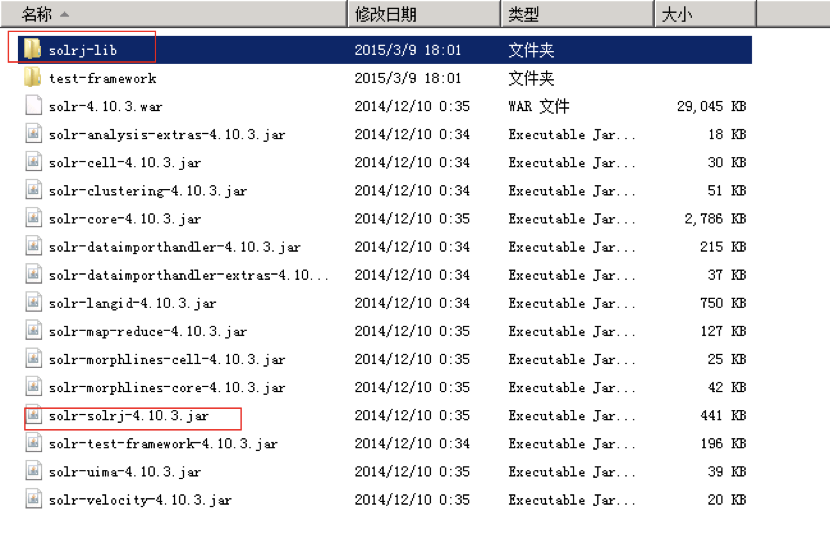 名称 修改日期 类型 大小
solrj-lib 2015/3/9 18:01 文件夹
test-framework 2015/3/9 18:01 文件夹
solr-4.10.3.war 2014/12/10 0:35 WAR 文件 29,045 KB
solr-analysis-extras-4.10.3.jar 2014/12/10 0:34 Executable Jar... 18 KB
solr-cell-4.10.3.jar 2014/12/10 0:34 Executable Jar... 30 KB
solr-clustering-4.10.3.jar 2014/12/10 0:34 Executable Jar... 51 KB
solr-core-4.10.3.jar 2014/12/10 0:35 Executable Jar... 2,786 KB
solr-dataimporthandler-4.10.3.jar 2014/12/10 0:34 Executable Jar... 215 KB
solr-dataimporthandler-extras-4.10... 2014/12/10 0:34 Executable Jar... 37 KB
solr-langid-4.10.3.jar 2014/12/10 0:34 Executable Jar... 750 KB
solr-map-reduce-4.10.3.jar 2014/12/10 0:35 Executable Jar... 127 KB
solr-morphlines-cell-4.10.3.jar 2014/12/10 0:35 Executable Jar... 25 KB
solr-morphlines-core-4.10.3.jar 2014/12/10 0:35 Executable Jar... 42 KB
solr-solrj-4.10.3.jar 2014/12/10 0:35 Executable Jar... 441 KB
solr-test-framework-4.10.3.jar 2014/12/10 0:34 Executable Jar... 196 KB
solr-uima-4.10.3.jar 2014/12/10 0:35 Executable Jar... 39 KB
solr-velocity-4.10.3.jar 2014/12/10 0:35 Executable Jar... 20 KB